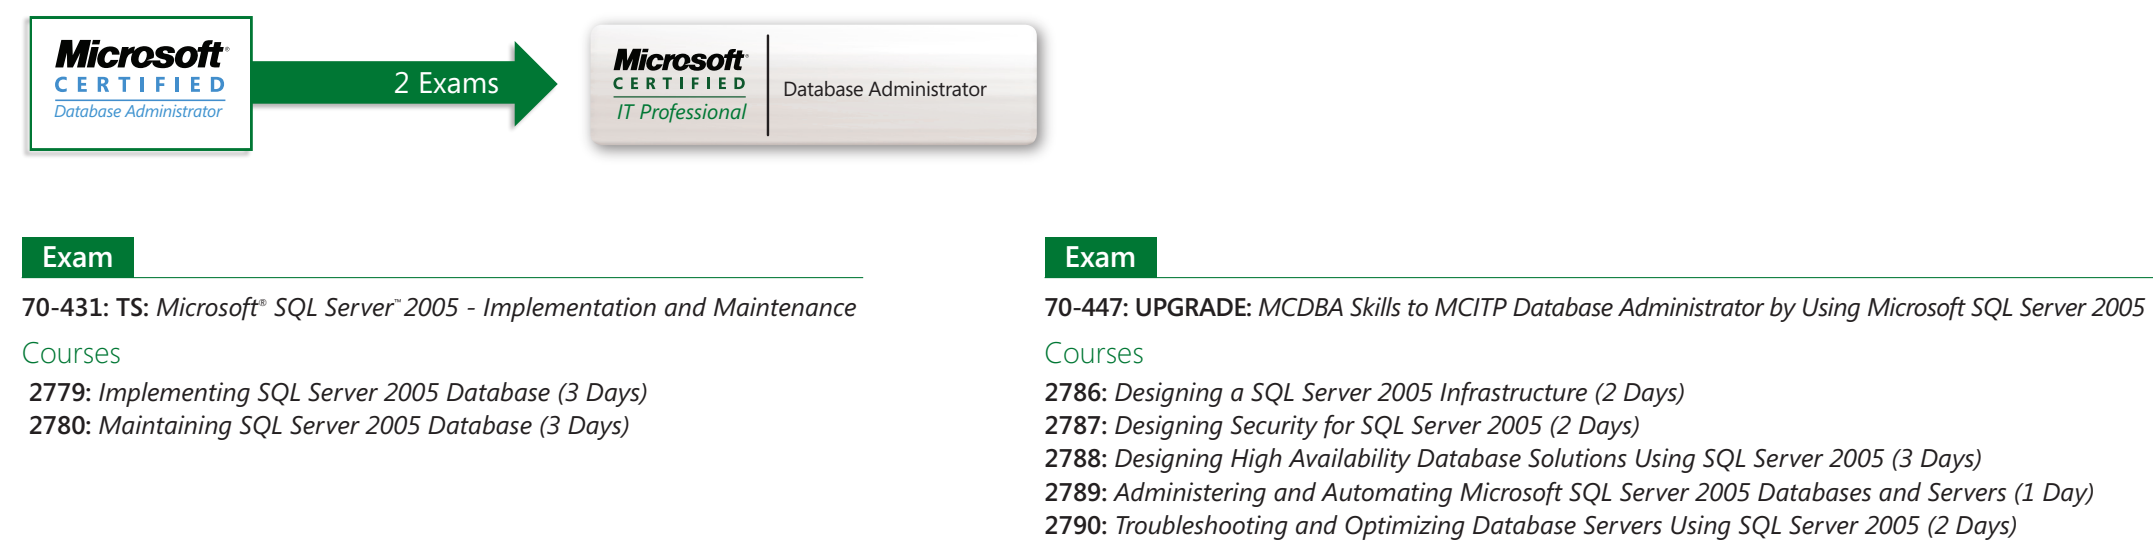 Microsoft®
CERTIFIED
Database Administrator
2 Exams
Microsoft®
CERTIFIED
IT Professional
Database Administrator
Exam
70-431: TS: Microsoft® SQL Server™ 2005 - Implementation and Maintenance
Courses
2779: Implementing SQL Server 2005 Database (3 Days)
2780: Maintaining SQL Server 2005 Database (3 Days)
Exam
70-447: UPGRADE: MCDBA Skills to MCITP Database Administrator by Using Microsoft SQL Server 2005
Courses
2786: Designing a SQL Server 2005 Infrastructure (2 Days)
2787: Designing Security for SQL Server 2005 (2 Days)
2788: Designing High Availability Database Solutions Using SQL Server 2005 (3 Days)
2789: Administering and Automating Microsoft SQL Server 2005 Databases and Servers (1 Day)
2790: Troubleshooting and Optimizing Database Servers Using SQL Server 2005 (2 Days)